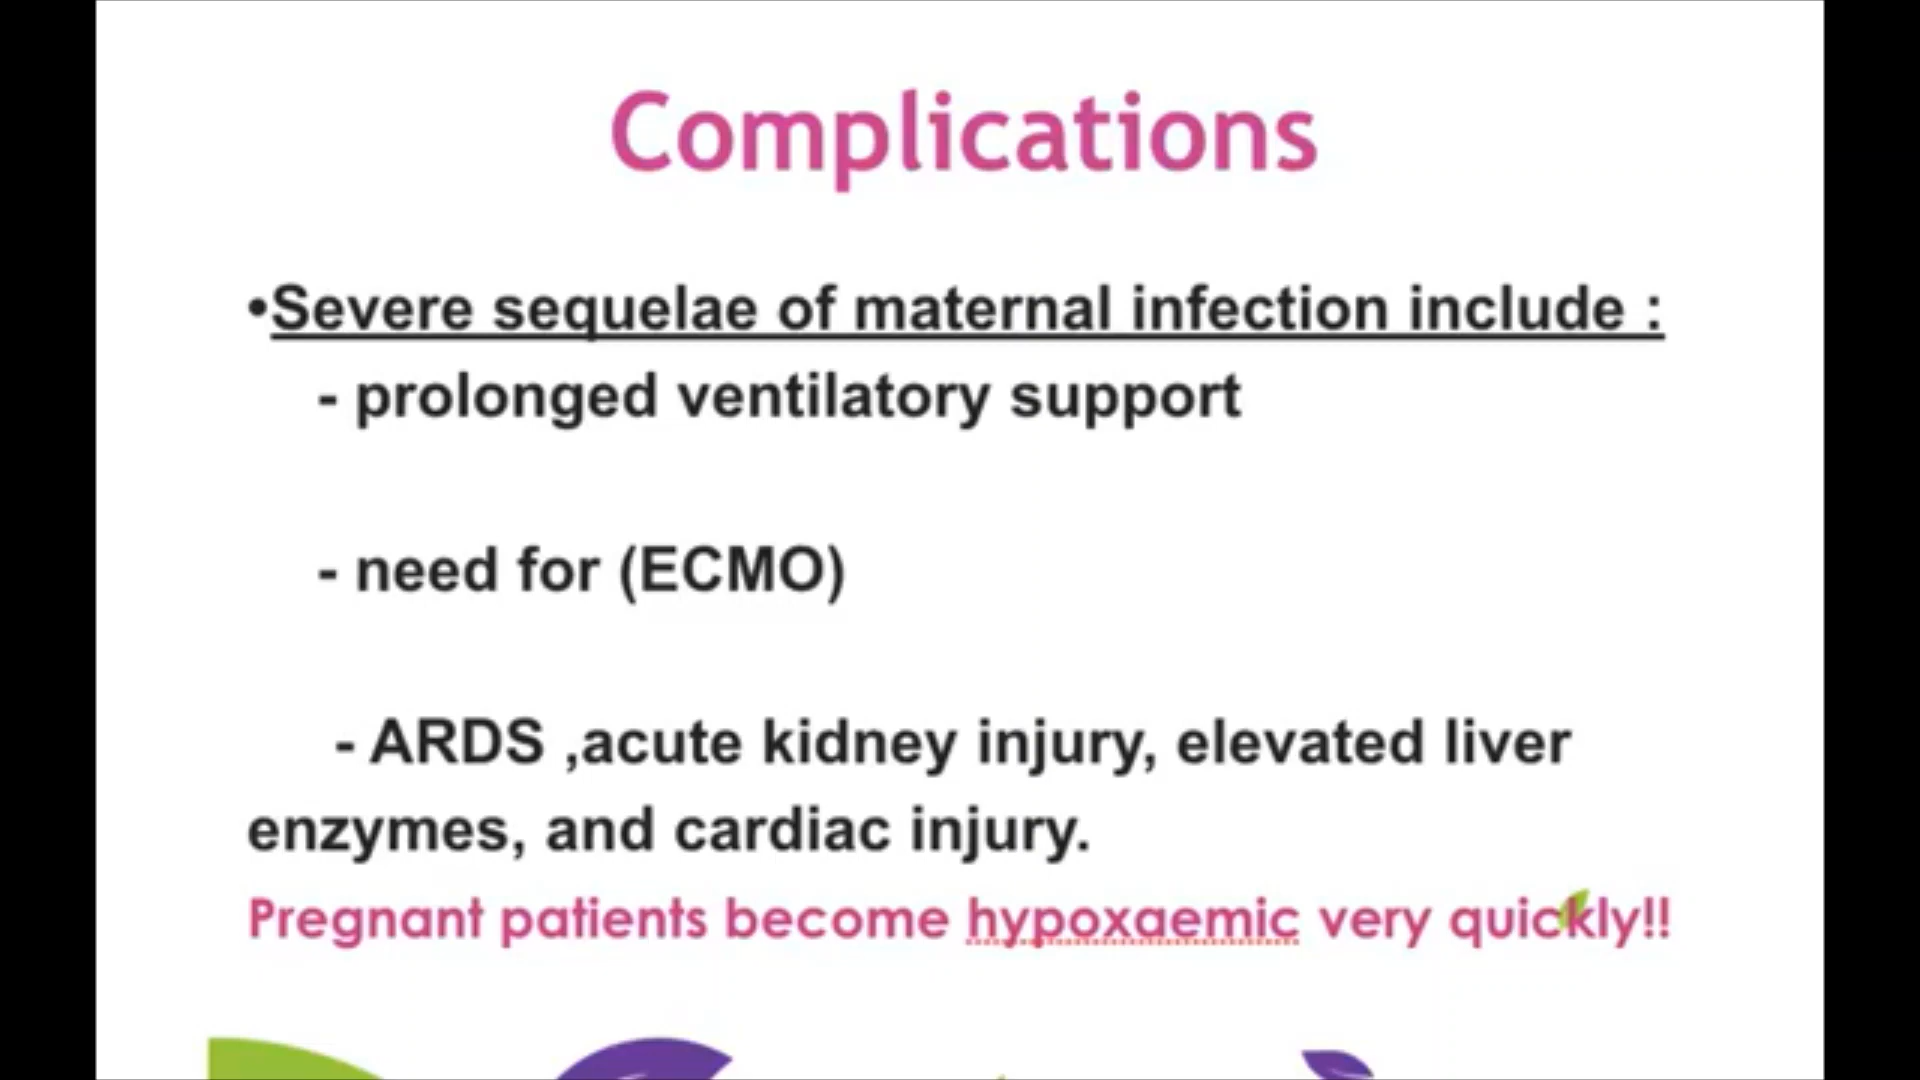 Complications
•Severe sequelae of maternal infection include :
- prolonged ventilatory support
- need for (ECMO)
- ARDS ,acute kidney injury, elevated liver
enzymes, and cardiac injury.
Pregnant patients become hypoxaemic very quickly!!